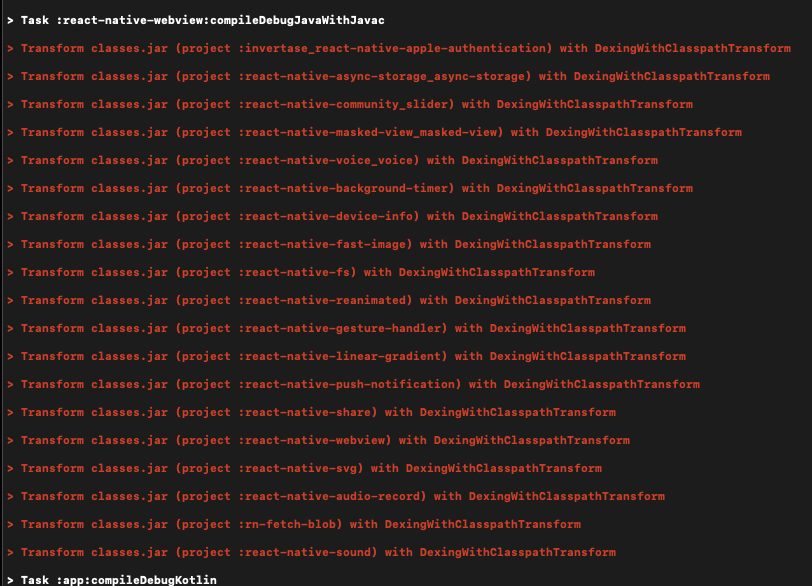 > Task :react-native-webview:compileDebugJavaWithJavac
> Transform classes.jar (project :invertase_react-native-apple-authentication) with DexingWithClasspathTransform
> Transform classes.jar (project :react-native-async-storage_async-storage) with DexingWithClasspathTransform
> Transform classes.jar (project :react-native-community_slider) with DexingWithClasspathTransform
> Transform classes.jar (project :react-native-masked-view_masked-view) with DexingWithClasspathTransform
> Transform classes.jar (project :react-native-voice_voice) with DexingWithClasspathTransform
> Transform classes.jar (project :react-native-background-timer) with DexingWithClasspathTransform
> Transform classes.jar (project :react-native-device-info) with DexingWithClasspathTransform
> Transform classes.jar (project :react-native-fast-image) with DexingWithClasspathTransform
> Transform classes.jar (project :react-native-fs) with DexingWithClasspathTransform
> Transform classes.jar (project :react-native-reanimated) with DexingWithClasspathTransform
> Transform classes.jar (project :react-native-gesture-handler) with DexingWithClasspathTransform
> Transform classes.jar (project :react-native-linear-gradient) with DexingWithClasspathTransform
> Transform classes.jar (project :react-native-push-notification) with DexingWithClasspathTransform
> Transform classes.jar (project :react-native-share) with DexingWithClasspathTransform
> Transform classes.jar (project :react-native-webview) with DexingWithClasspathTransform
> Transform classes.jar (project :react-native-svg) with DexingWithClasspathTransform
> Transform classes.jar (project :react-native-audio-record) with DexingWithClasspathTransform
> Transform classes.jar (project :rn-fetch-blob) with DexingWithClasspathTransform
> Transform classes.jar (project :react-native-sound) with DexingWithClasspathTransform
> Task :app:compileDebugKotlin